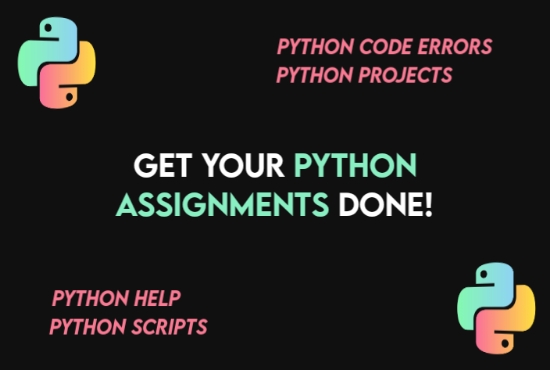 PYTHON CODE ERRORS
PYTHON PROJECTS
GET YOUR PYTHON
ASSIGNMENTS DONE!
PYTHON HELP
PYTHON SCRIPTS